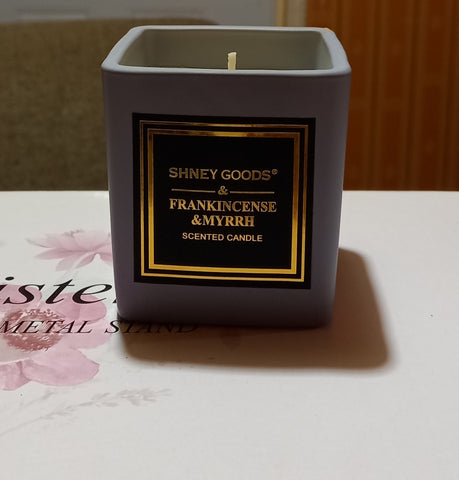 SHNEY GOODS®
&
FRANKINCENSE
&MYRRH
SCENTED CANDLE
METAL STAND